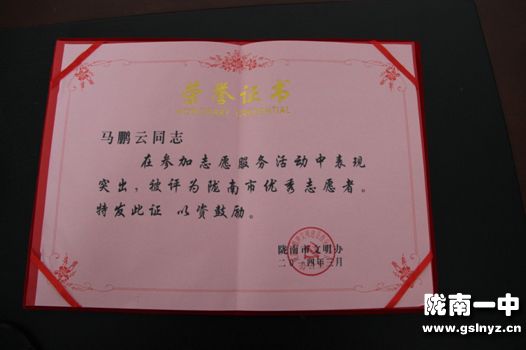 荣誉证书
HONORARY CREDENTIAL
马鹏云同志
在参加志愿服务活动中表现
突出，被评为陇南市优秀志愿者。
特发此证 以资鼓励。
陇南市文明办
二〇一四年三月
陇南一中
www.gslnyz.cn